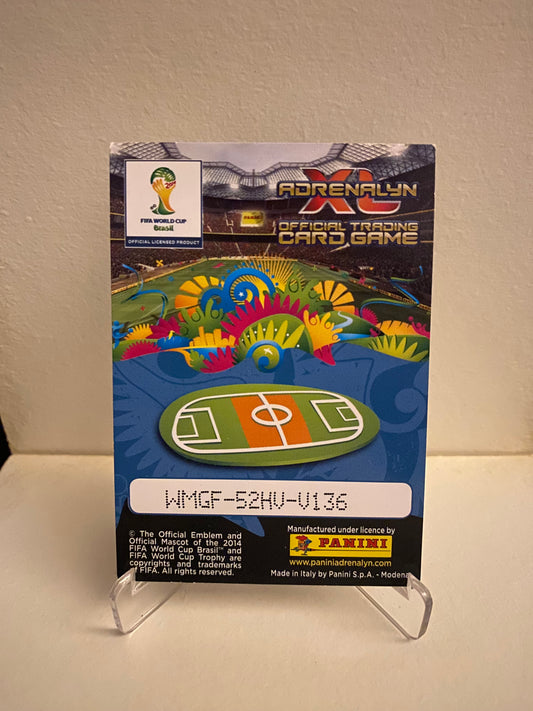 FIFA WORLD CUP
Brasil
OFFICIAL LICENSED PRODUCT
ADRENALYN
XL
OFFICIAL TRADING
CARD GAME
PANINI
WMGF-52HV-V136
© The Official Emblem and
Official Mascot of the 2014
FIFA World Cup Brasil™ and
FIFA World Cup Trophy are
copyrights and trademarks
of FIFA. All rights reserved.
Manufactured under licence by
PANINI
www.paniniadrenalyn.com
Made in Italy by Panini S.p.A. - Modena